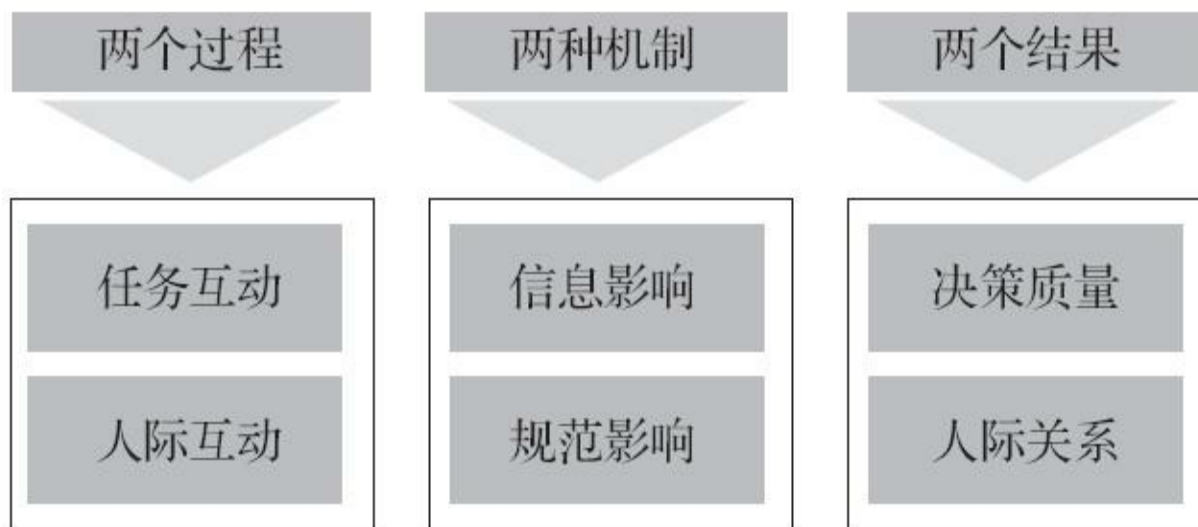 两个过程
两种机制
两个结果
任务互动
信息影响
决策质量
人际互动
规范影响
人际关系